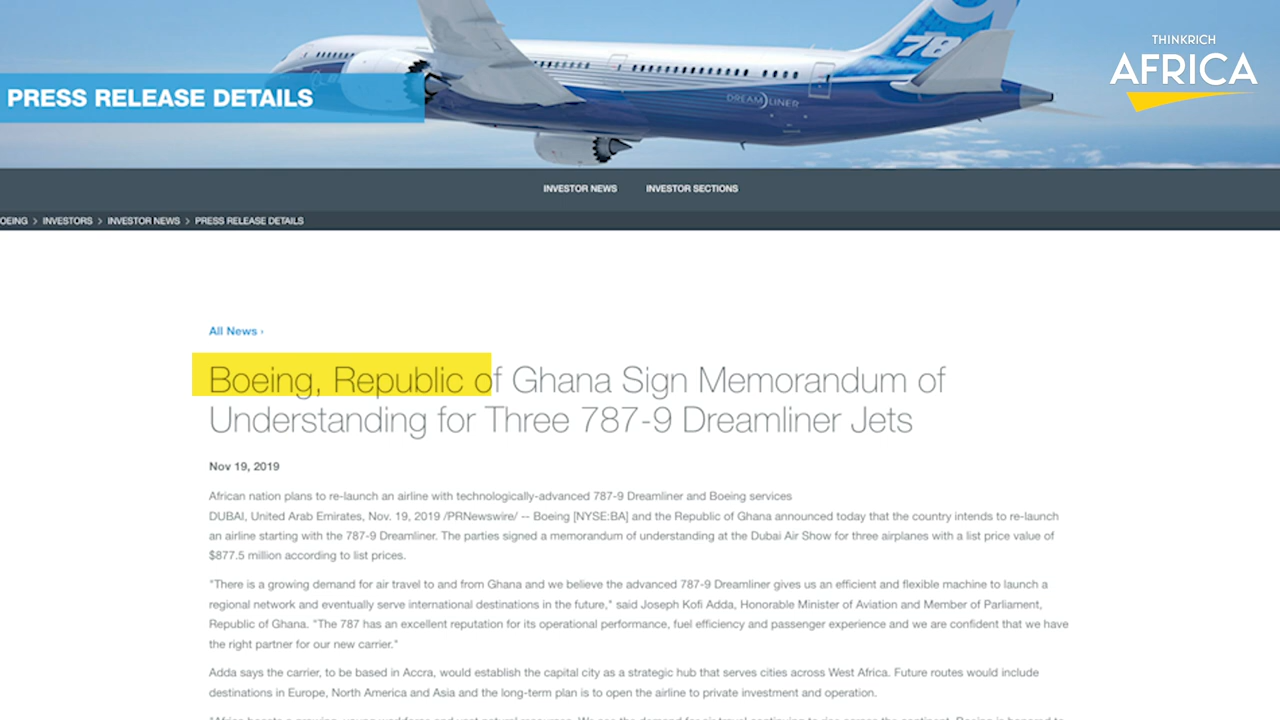 THINKRICH
AFRICA
787
DREAMLINER
PRESS RELEASE DETAILS
INVESTOR NEWS INVESTOR SECTIONS
OEING > INVESTORS > INVESTOR NEWS > PRESS RELEASE DETAILS
All News ›
Boeing, Republic of Ghana Sign Memorandum of
Understanding for Three 787-9 Dreamliner Jets
Nov 19, 2019
African nation plans to re-launch an airline with technologically-advanced 787-9 Dreamliner and Boeing services
DUBAI, United Arab Emirates, Nov. 19, 2019 /PRNewswire/ -- Boeing [NYSE:BA] and the Republic of Ghana announced today that the country intends to re-launch
an airline starting with the 787-9 Dreamliner. The parties signed a memorandum of understanding at the Dubai Air Show for three airplanes with a list price value of
$877.5 million according to list prices.
"There is a growing demand for air travel to and from Ghana and we believe the advanced 787-9 Dreamliner gives us an efficient and flexible machine to launch a
regional network and eventually serve international destinations in the future," said Joseph Kofi Adda, Honorable Minister of Aviation and Member of Parliament,
Republic of Ghana. "The 787 has an excellent reputation for its operational performance, fuel efficiency and passenger experience and we are confident that we have
the right partner for our new carrier."
Adda says the carrier, to be based in Accra, would establish the capital city as a strategic hub that serves cities across West Africa. Future routes would include
destinations in Europe, North America and Asia and the long-term plan is to open the airline to private investment and operation.